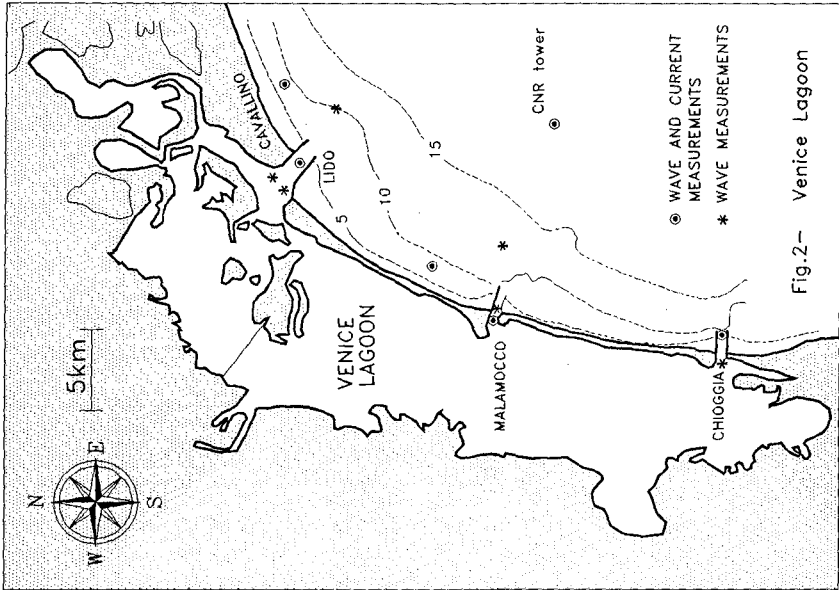 N
W
E
S
5km
CAVALLINO
LIDO
VENICE
LAGOON
5
10
15
MALAMOCCO
CNR tower
CHIOGGIA
WAVE AND CURRENT
MEASUREMENTS
WAVE MEASUREMENTS
Fig.2– Venice Lagoon